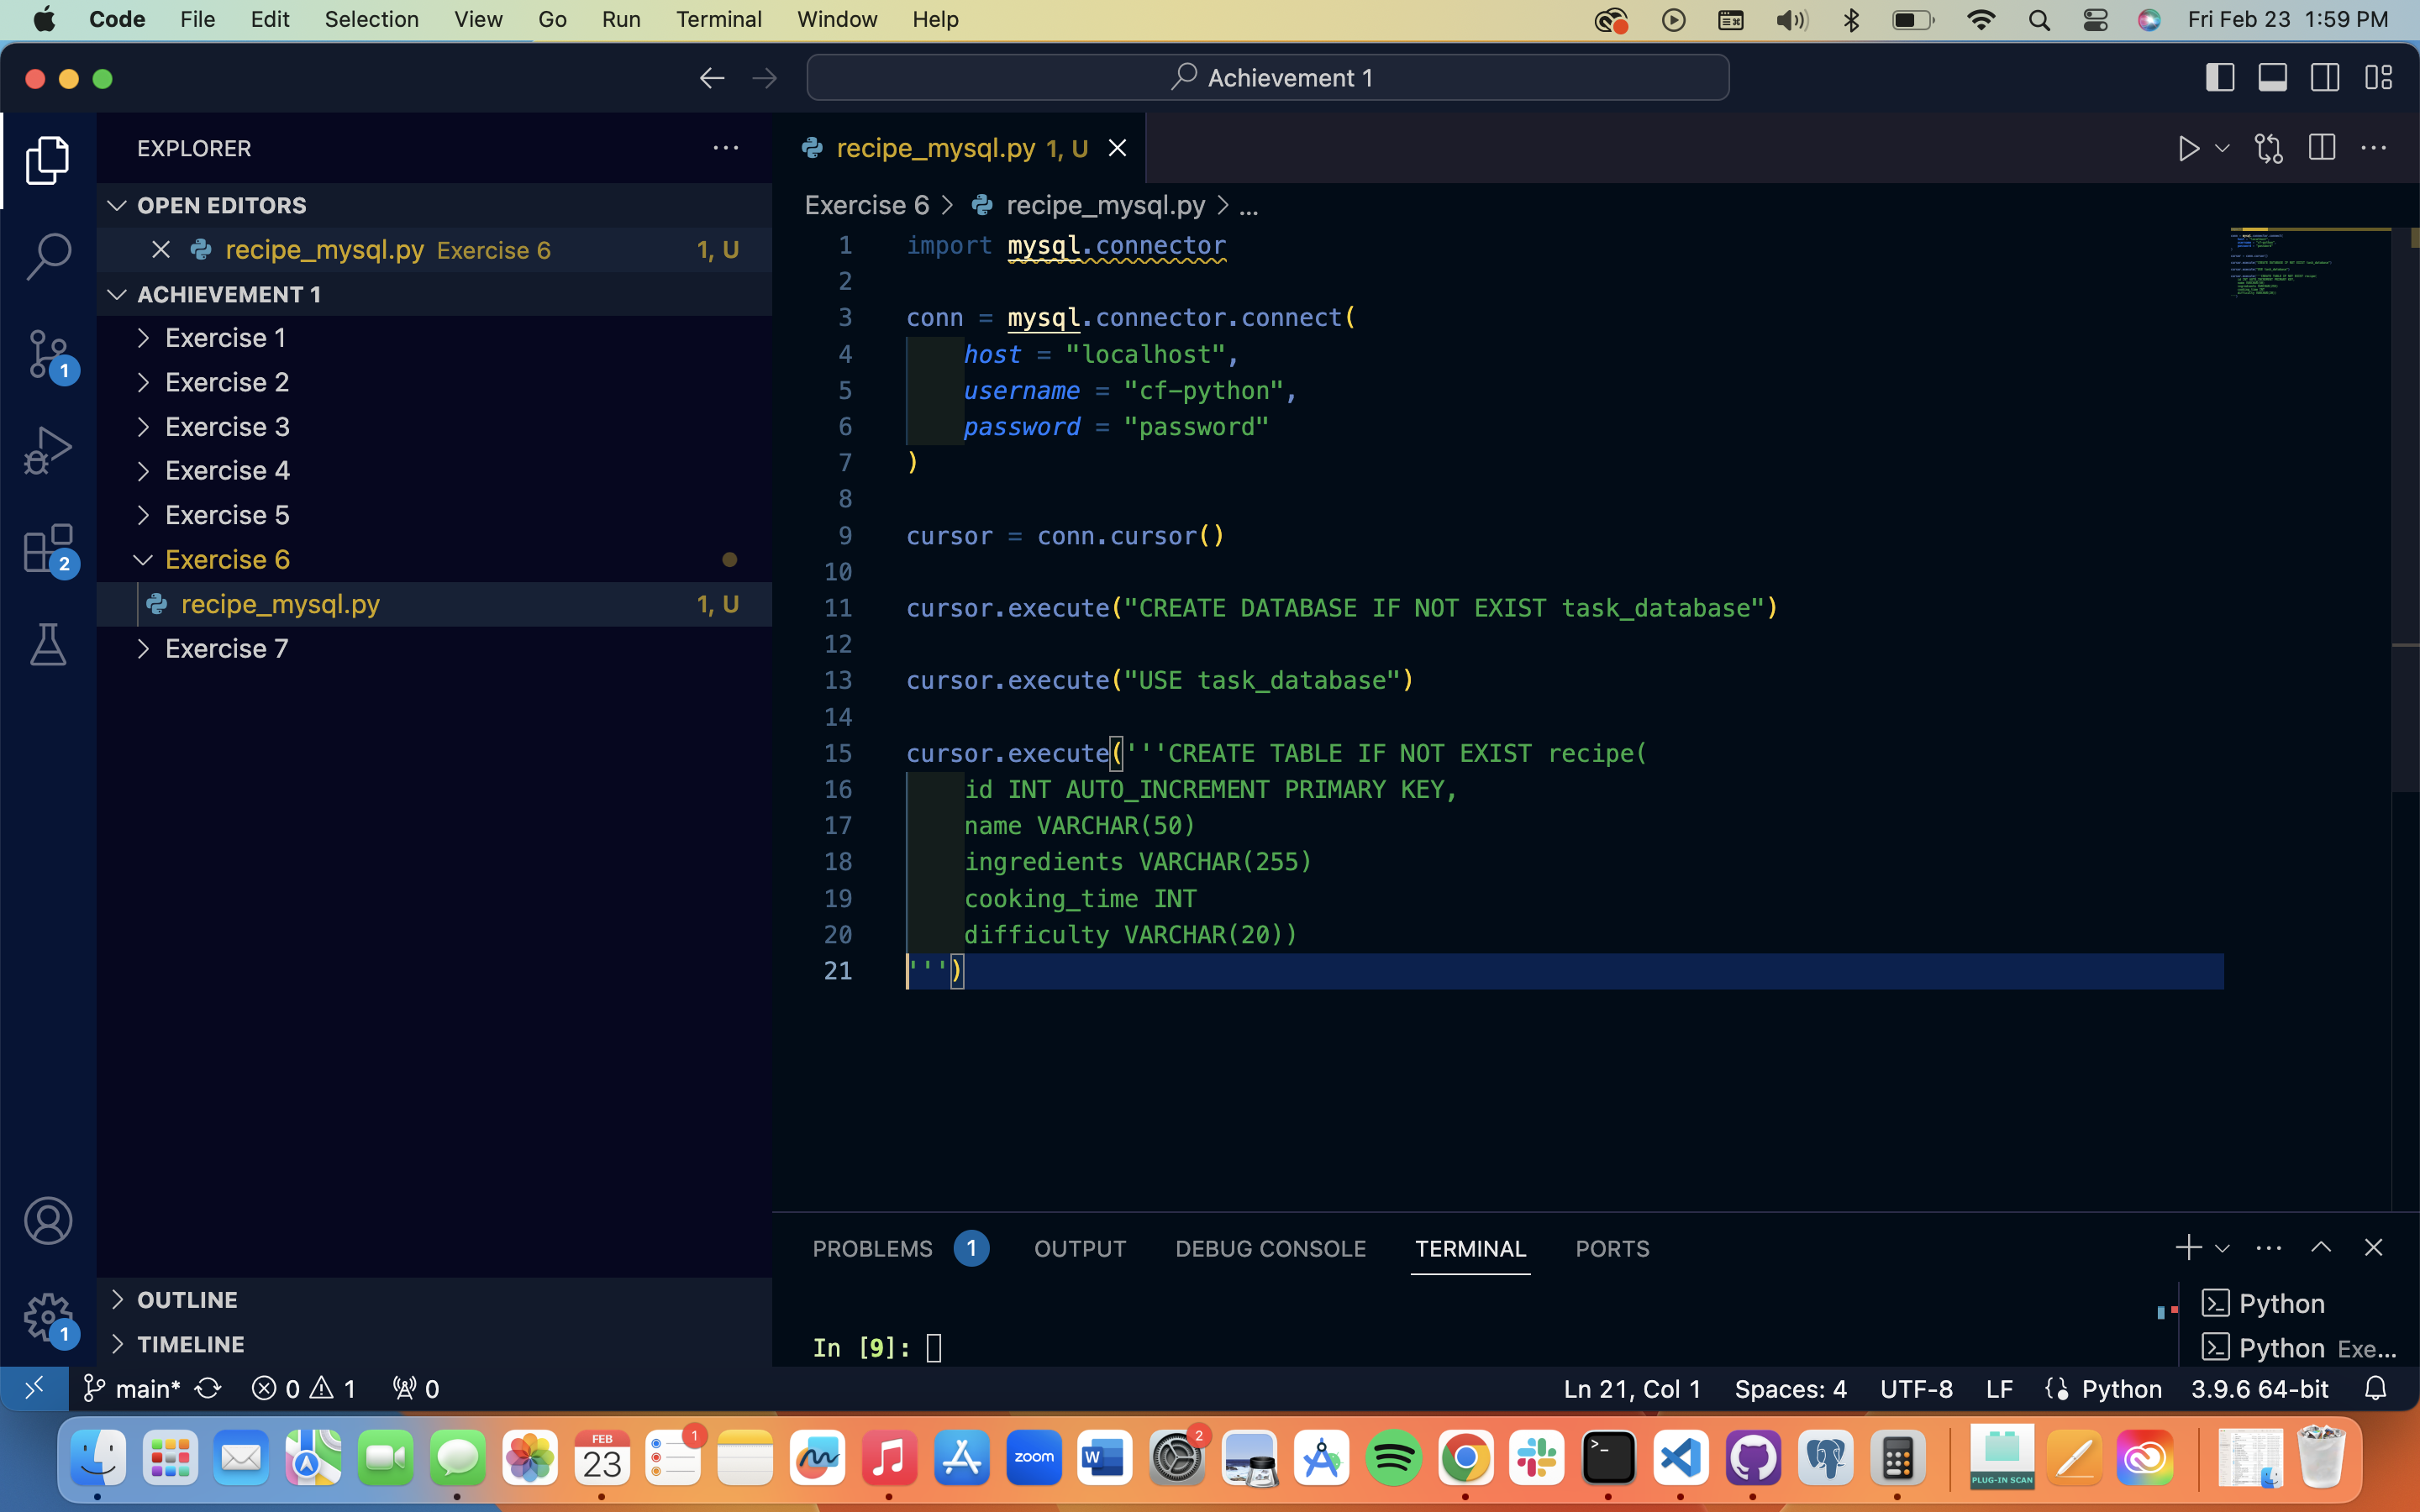 Code File Edit Selection View Go Run Terminal Window Help Fri Feb 23 1:59 PM
Achievement 1
EXPLORER
OPEN EDITORS
recipe_mysql.py Exercise 6 1, U
ACHIEVEMENT 1
Exercise 1
Exercise 2
Exercise 3
Exercise 4
Exercise 5
Exercise 6
recipe_mysql.py 1, U
Exercise 7
OUTLINE
TIMELINE
1
2
1
recipe_mysql.py 1, U
Exercise 6 > recipe_mysql.py > ...
1 import mysql.connector
2
3 conn = mysql.connector.connect(
4 host = "localhost",
5 username = "cf-python",
6 password = "password"
7 )
8
9 cursor = conn.cursor()
10
11 cursor.execute("CREATE DATABASE IF NOT EXIST task_database")
12
13 cursor.execute("USE task_database")
14
15 cursor.execute('''CREATE TABLE IF NOT EXIST recipe(
16 id INT AUTO_INCREMENT PRIMARY KEY,
17 name VARCHAR(50)
18 ingredients VARCHAR(255)
19 cooking_time INT
20 difficulty VARCHAR(20))
21 ''')
PROBLEMS 1 OUTPUT DEBUG CONSOLE TERMINAL PORTS
In [9]:
Python
Python Exe...
main* 0 1 0 Ln 21, Col 1 Spaces: 4 UTF-8 LF Python 3.9.6 64-bit
FEB
23
1
zoom
W
2
PLUG-IN SCAN